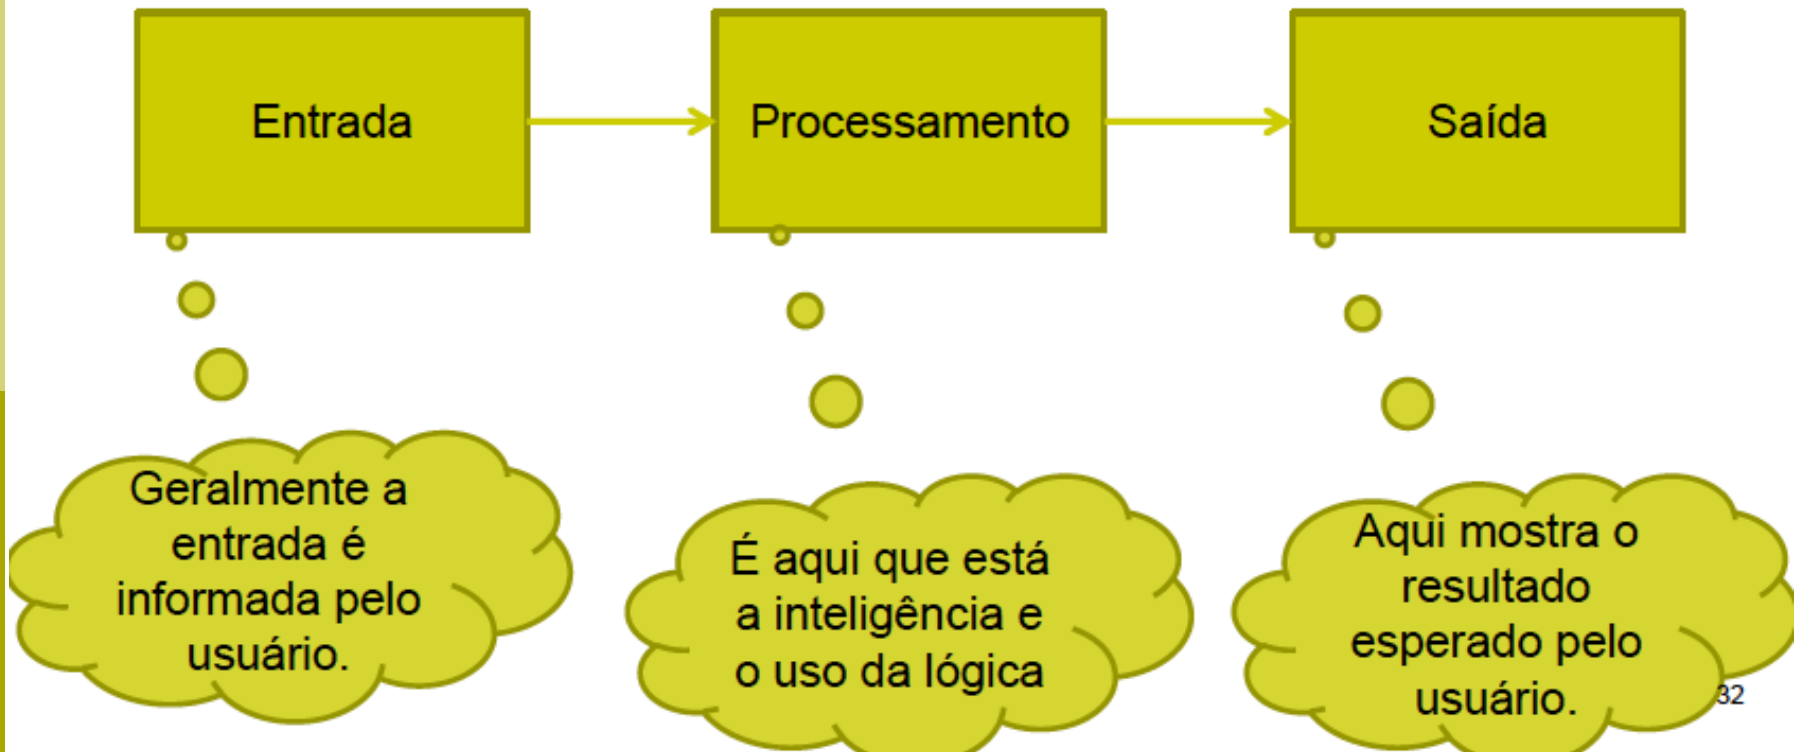 Entrada
Processamento
Saída
Geralmente a
entrada é
informada pelo
usuário.
É aqui que está
a inteligência e
o uso da lógica
Aqui mostra o
resultado
esperado pelo
usuário.
32